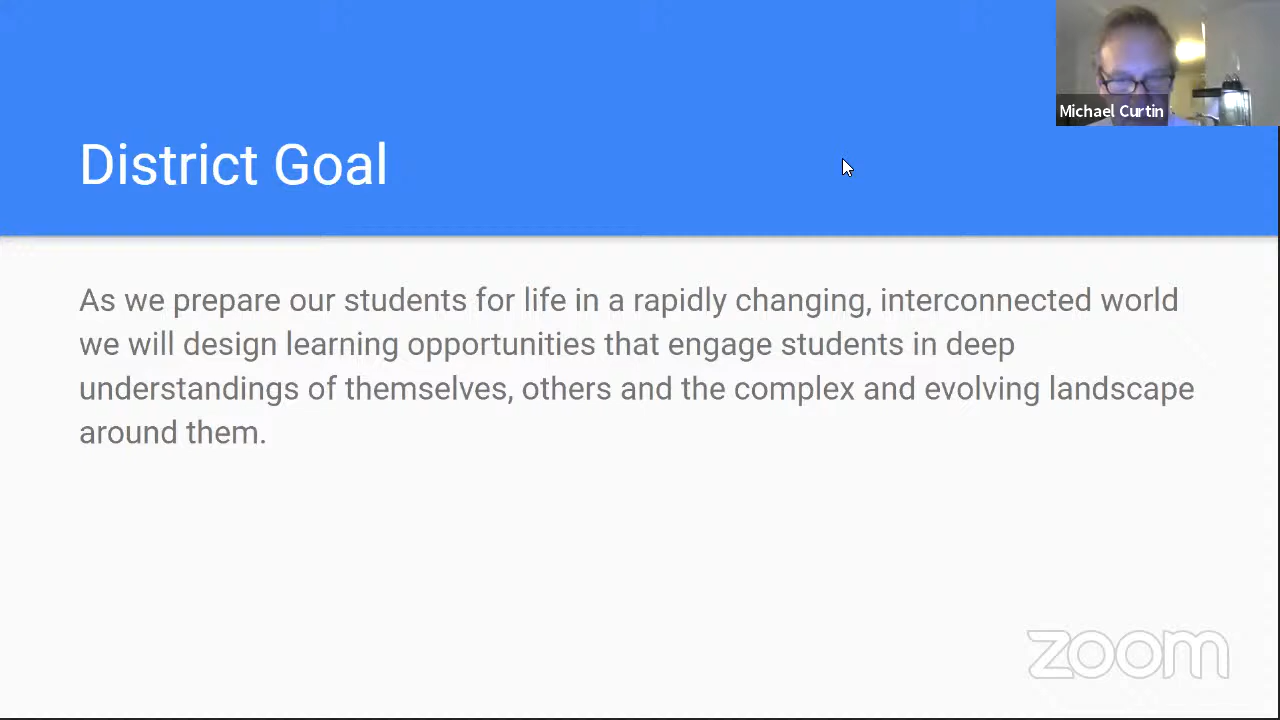 Michael Curtin
District Goal
As we prepare our students for life in a rapidly changing, interconnected world
we will design learning opportunities that engage students in deep
understandings of themselves, others and the complex and evolving landscape
around them.
zoom